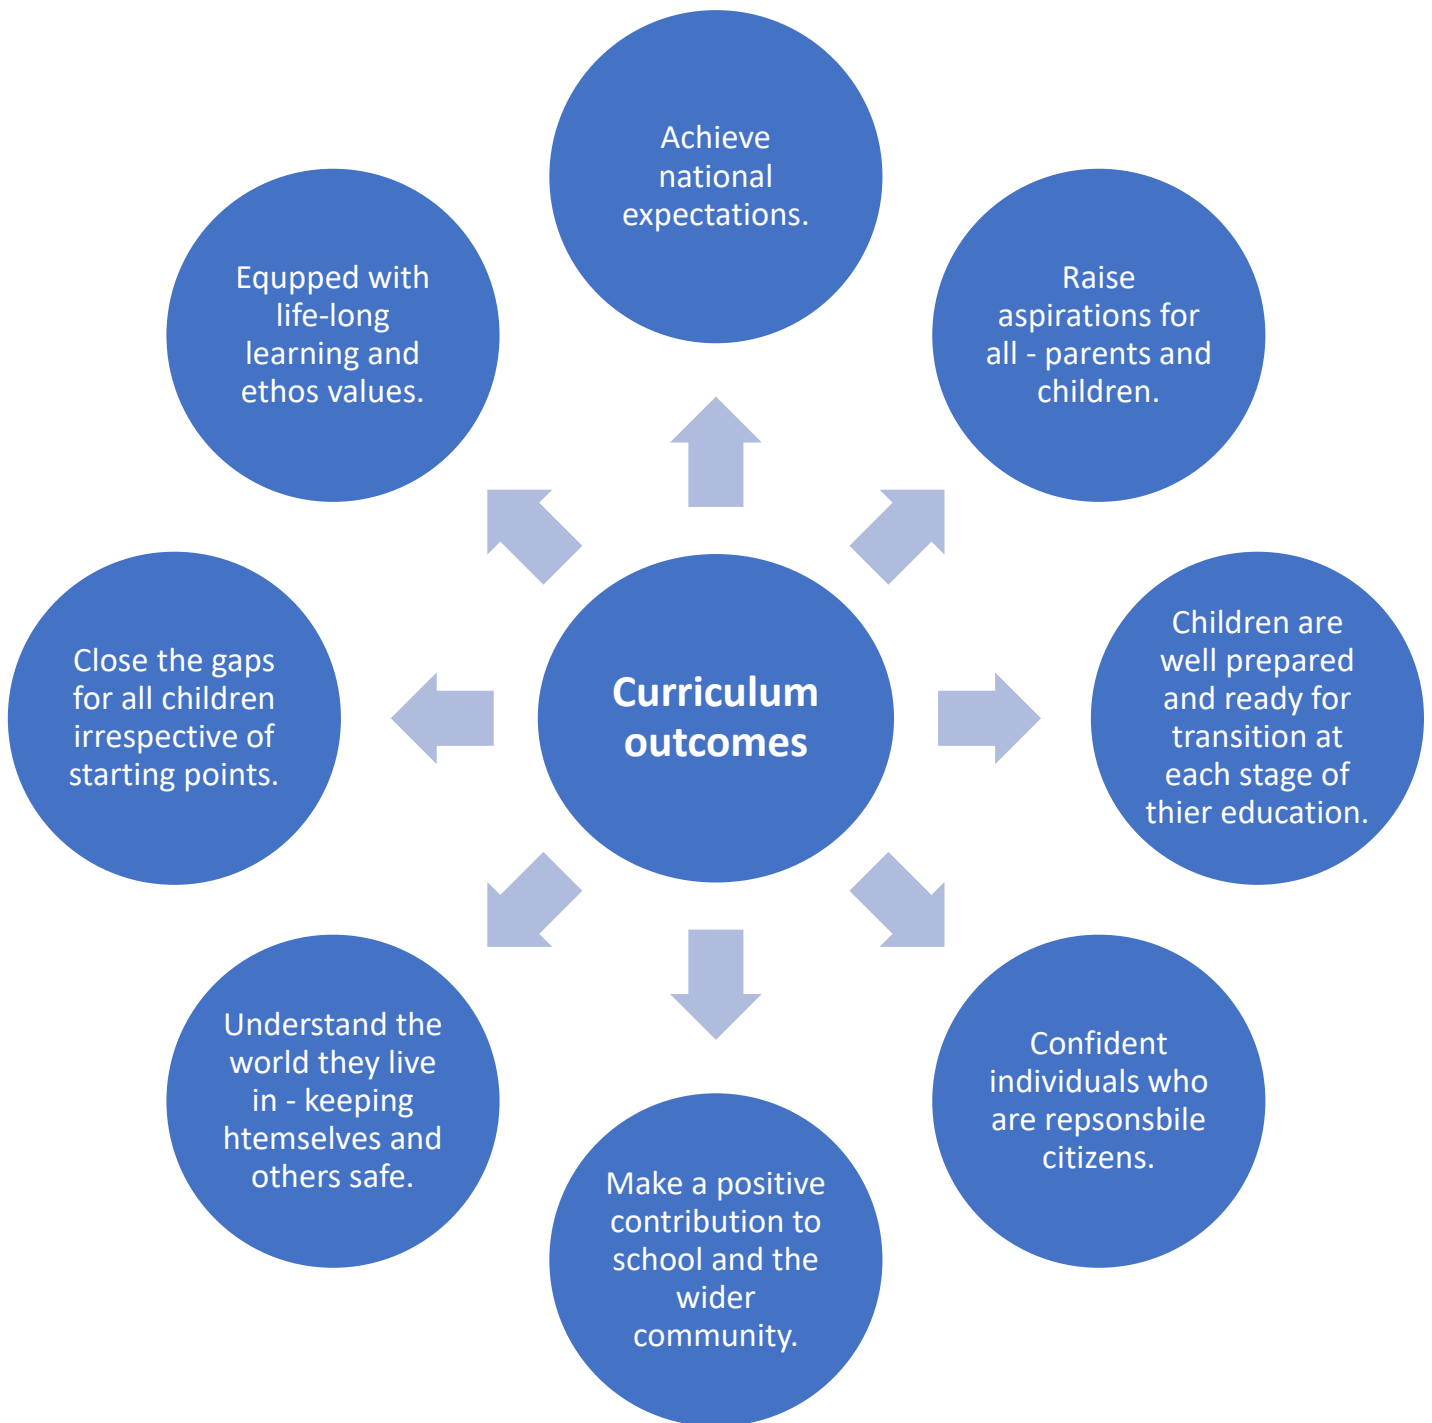 Achieve
national
expectations.
Raise
aspirations for
all - parents and
children.
Children are
well prepared
and ready for
transition at
each stage of
thier education.
Confident
individuals who
are repsonsbile
citizens.
Make a positive
contribution to
school and the
wider
community.
Understand the
world they live
in - keeping
htemselves and
others safe.
Close the gaps
for all children
irrespective of
starting points.
Equpped with
life-long
learning and
ethos values.
Curriculum
outcomes